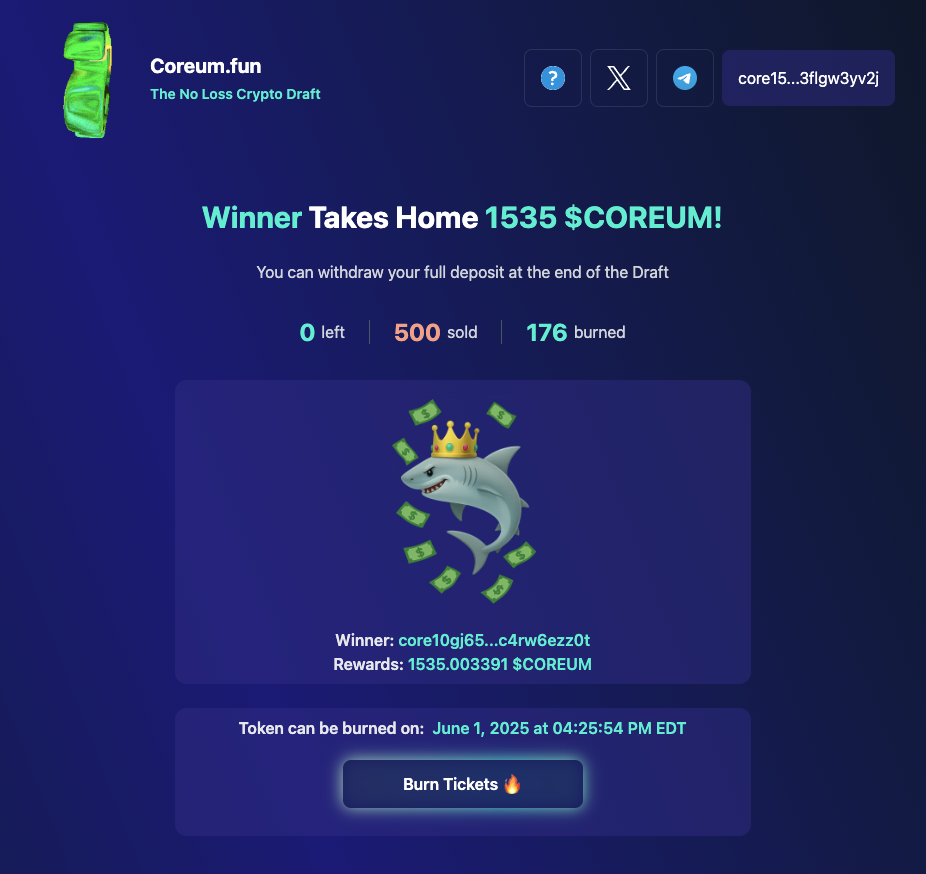 Coreum.fun
The No Loss Crypto Draft
?
core15...3flgw3yv2j
Winner Takes Home 1535 $COREUM!
You can withdraw your full deposit at the end of the Draft
0 left
500 sold
176 burned
Winner: core10gj65...c4rw6ezz0t
Rewards: 1535.003391 $COREUM
Token can be burned on: June 1, 2025 at 04:25:54 PM EDT
Burn Tickets 🔥